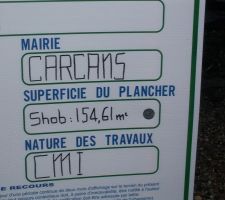 MAIRIE
CARCANS
SUPERFICIE DU PLANCHER
Shob : 154,61 m²
NATURE DES TRAVAUX
CMI
E RECOURS